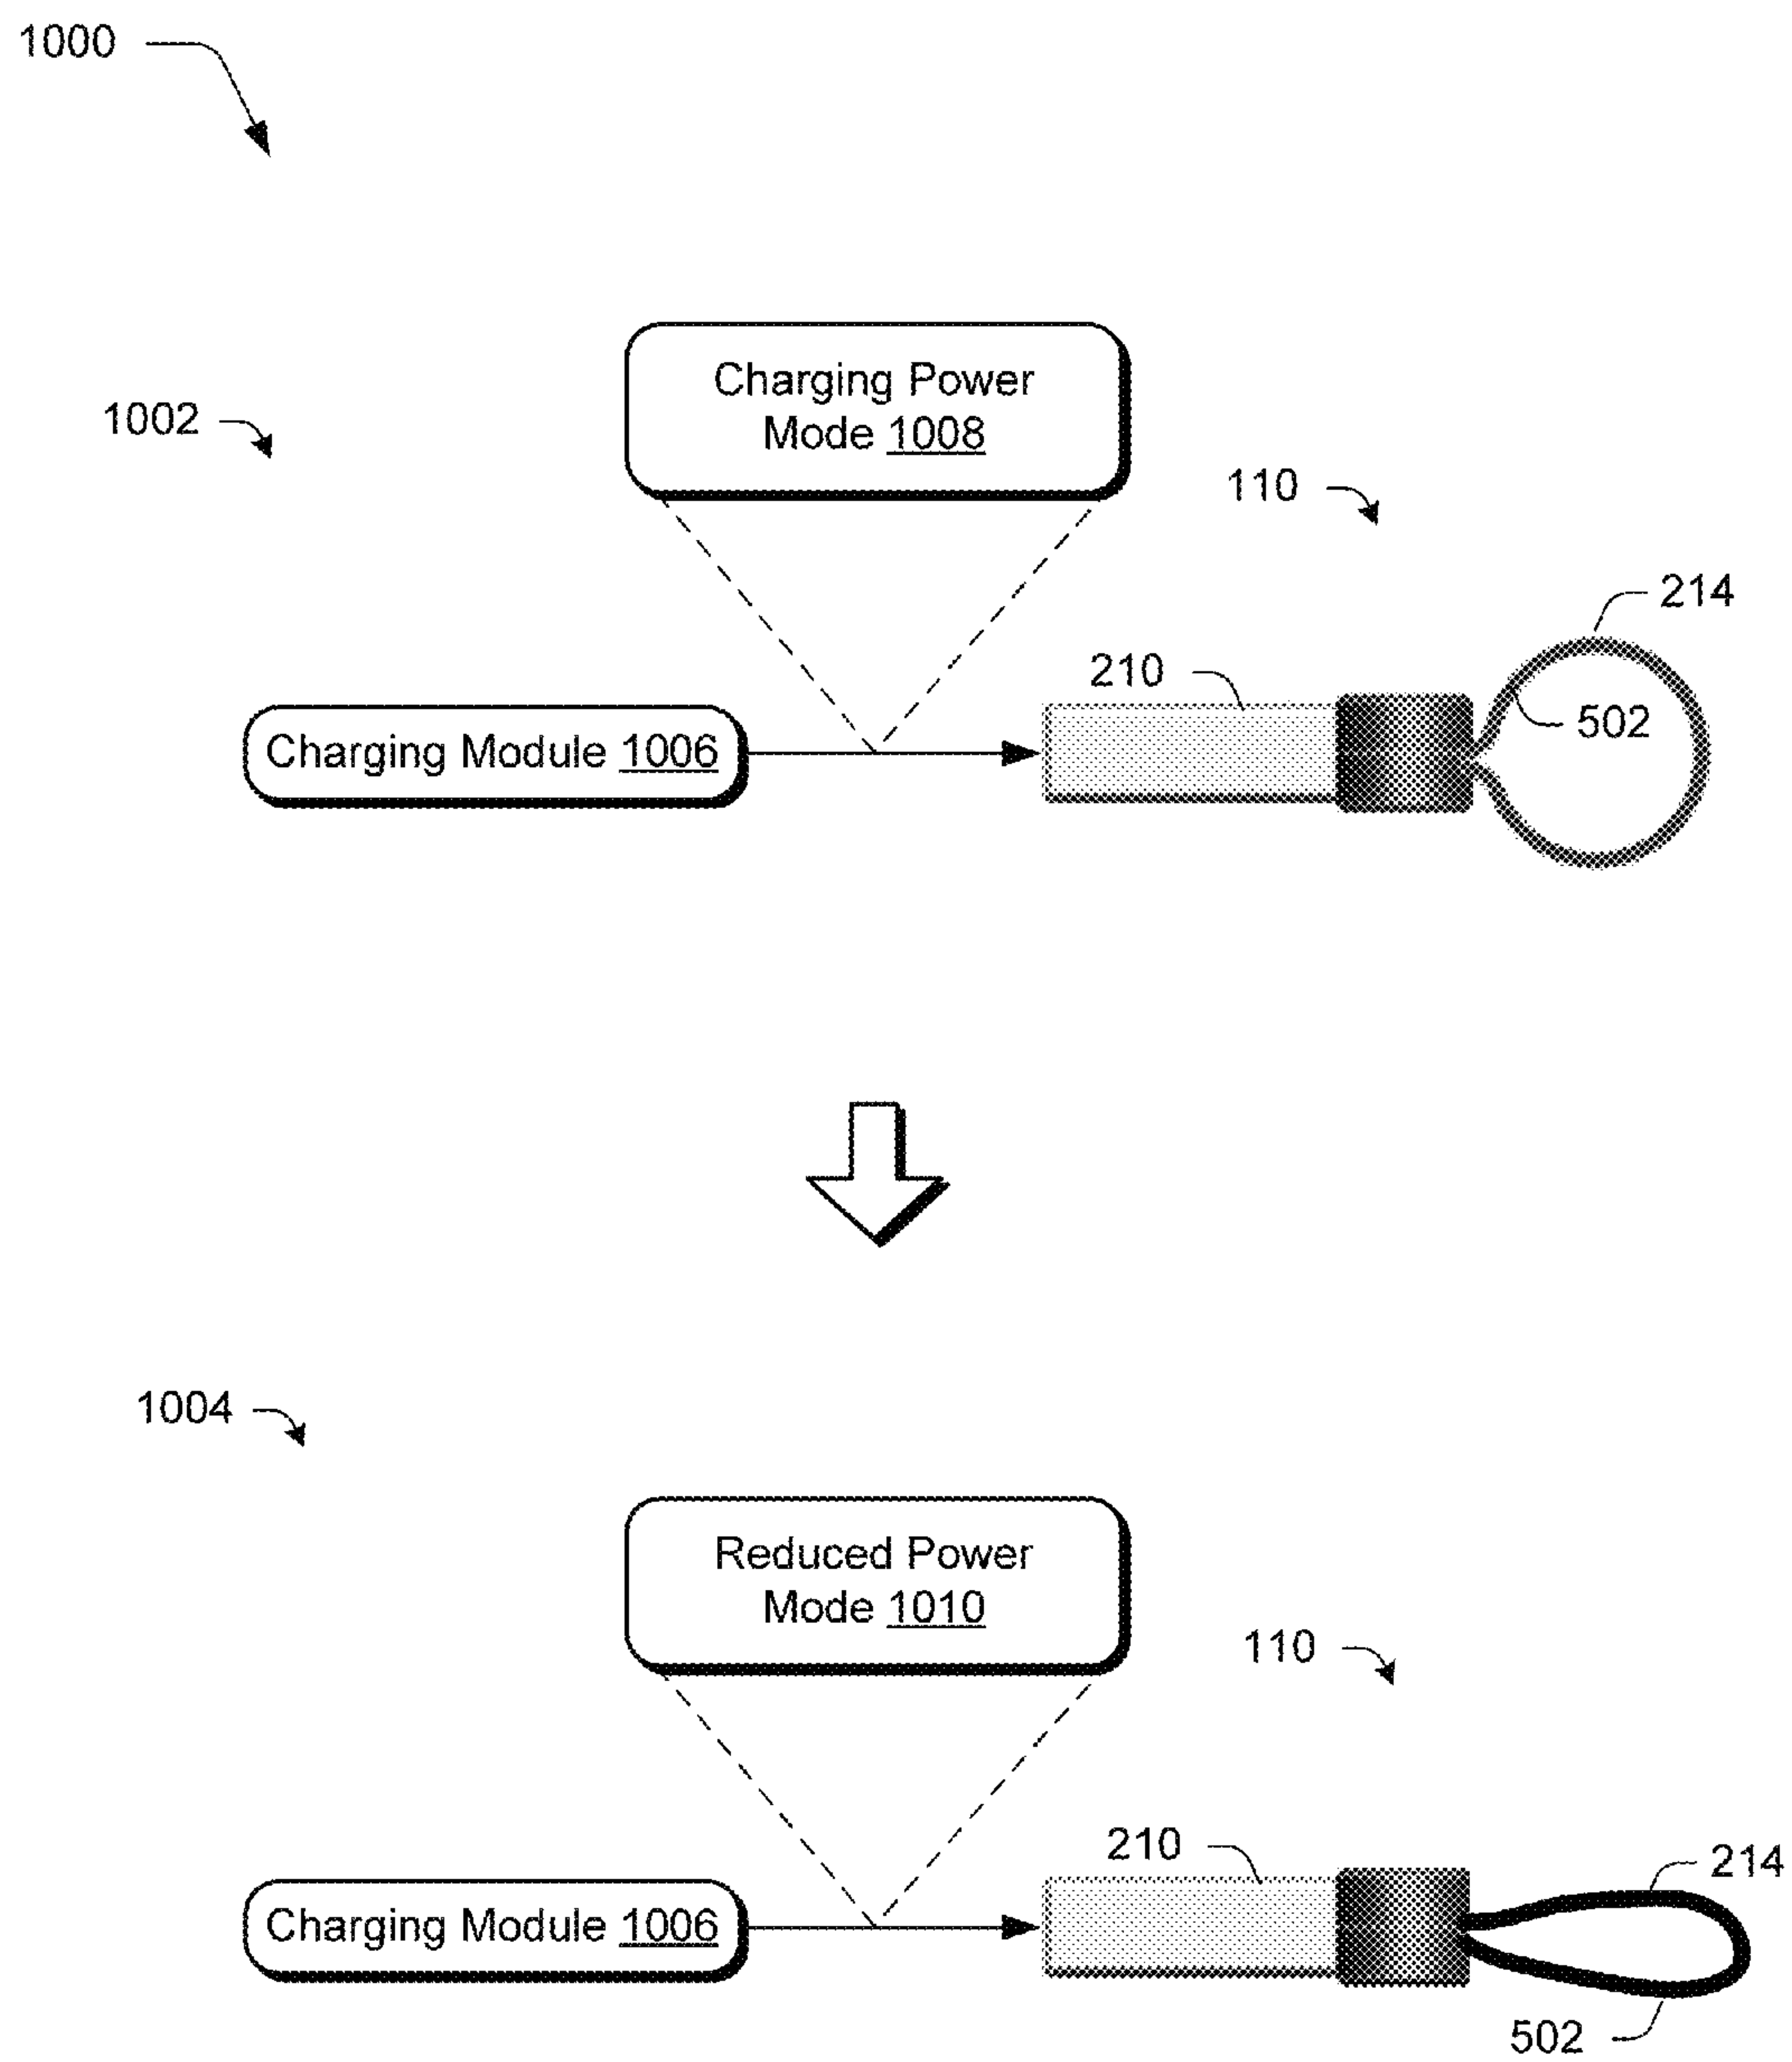 1000
Charging Power
Mode 1008
1002
110
214
210
502
Charging Module 1006
1004
Reduced Power
Mode 1010
110
210
214
Charging Module 1006
502